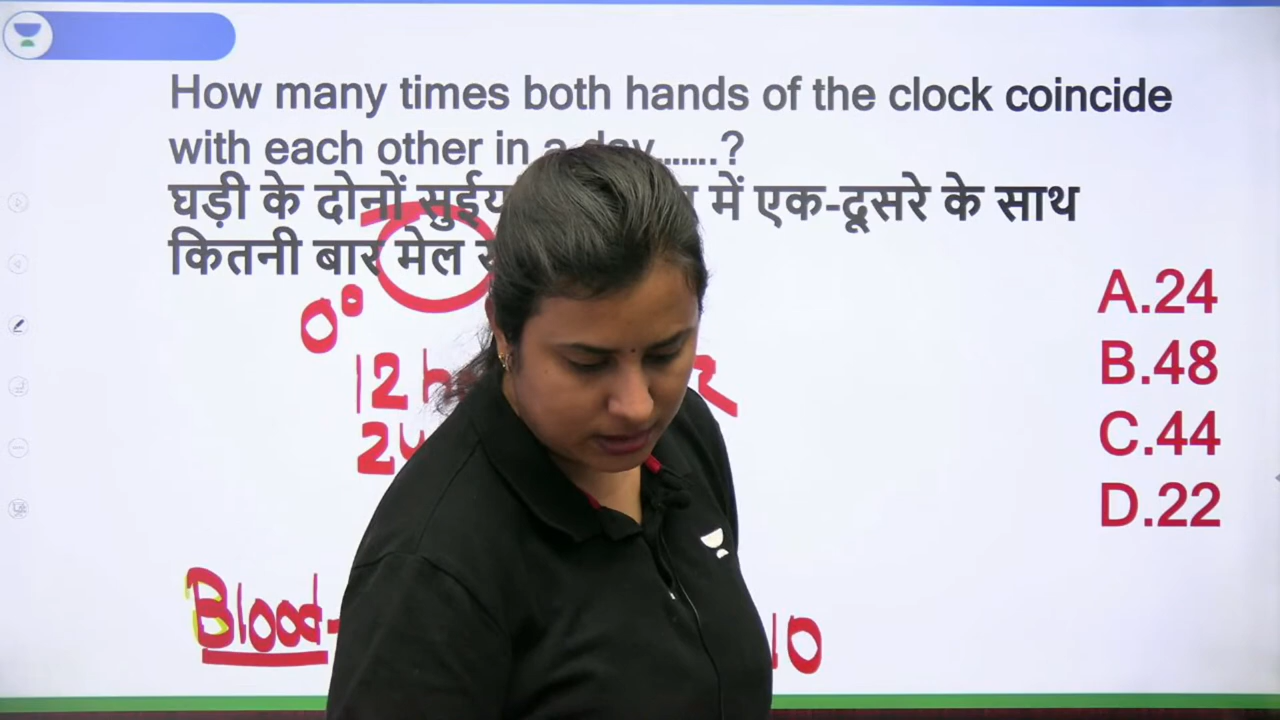 How many times both hands of the clock coincide
with each other in a day.......?
घड़ी के दोनों में एक-दूसरे के साथ
कितनी बार मेल
0°
12
A.24
B.48
C.44
D.22
Blood-
10